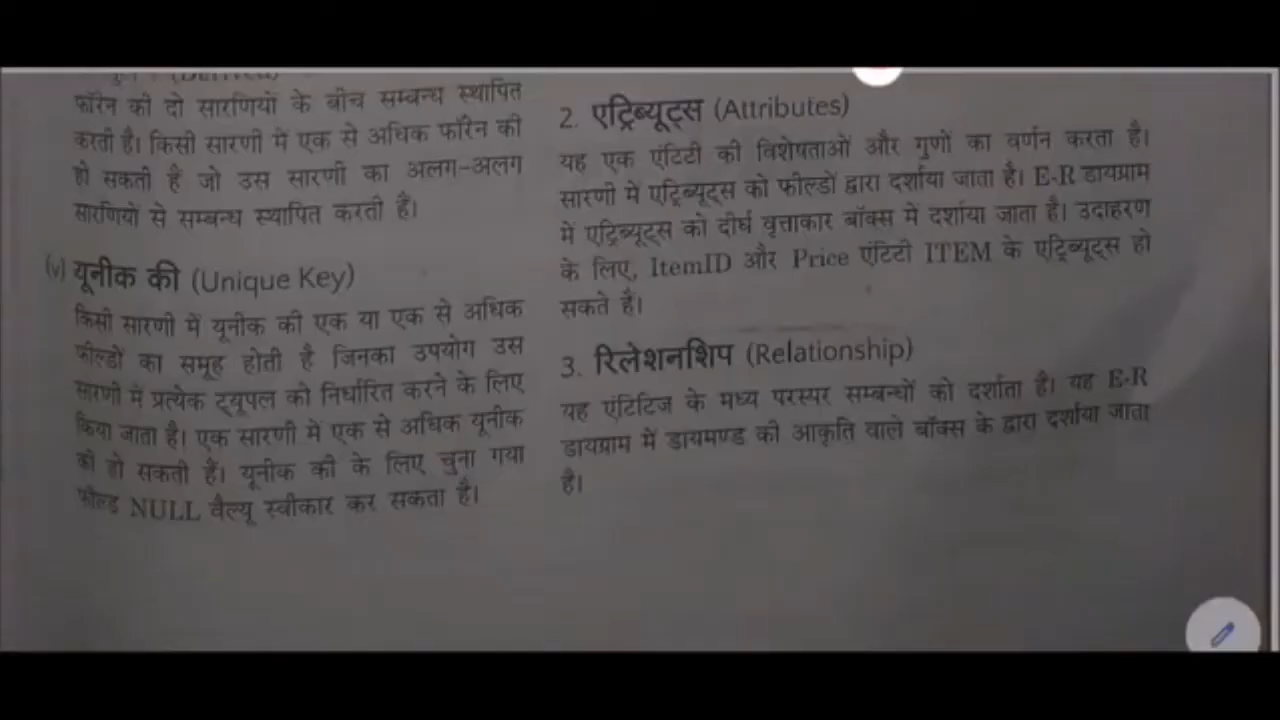 फॉरेन की दो सारणियों के बीच सम्बन्ध स्थापित
करती है। किसी सारणी में एक से अधिक फॉरेन की
हो सकती हैं जो उस सारणी का अलग-अलग
सारणियों से सम्बन्ध स्थापित करती हैं।
(v) यूनीक की (Unique Key)
किसी सारणी में यूनीक की एक या एक से अधिक
फील्डों का समूह होती है जिनका उपयोग उस
सारणी में प्रत्येक ट्यूपल को निर्धारित करने के लिए
किया जाता है। एक सारणी में एक से अधिक यूनीक
की हो सकती हैं। यूनीक की के लिए चुना गया
फील्ड NULL वैल्यू स्वीकार कर सकता है।
2. एट्रिब्यूट्स (Attributes)
यह एक एंटिटी की विशेषताओं और गुणों का वर्णन करता है।
सारणी में एट्रिब्यूट्स को फील्डों द्वारा दर्शाया जाता है। E-R डायग्राम
में एट्रिब्यूट्स को दीर्घ वृत्ताकार बॉक्स में दर्शाया जाता है। उदाहरण
के लिए, ItemID और Price एंटिटी ITEM के एट्रिब्यूट्स हो
सकते हैं।
3. रिलेशनशिप (Relationship)
यह एंटिटिज के मध्य परस्पर सम्बन्धों को दर्शाता है। यह E-R
डायग्राम में डायमण्ड की आकृति वाले बॉक्स के द्वारा दर्शाया जाता
है।